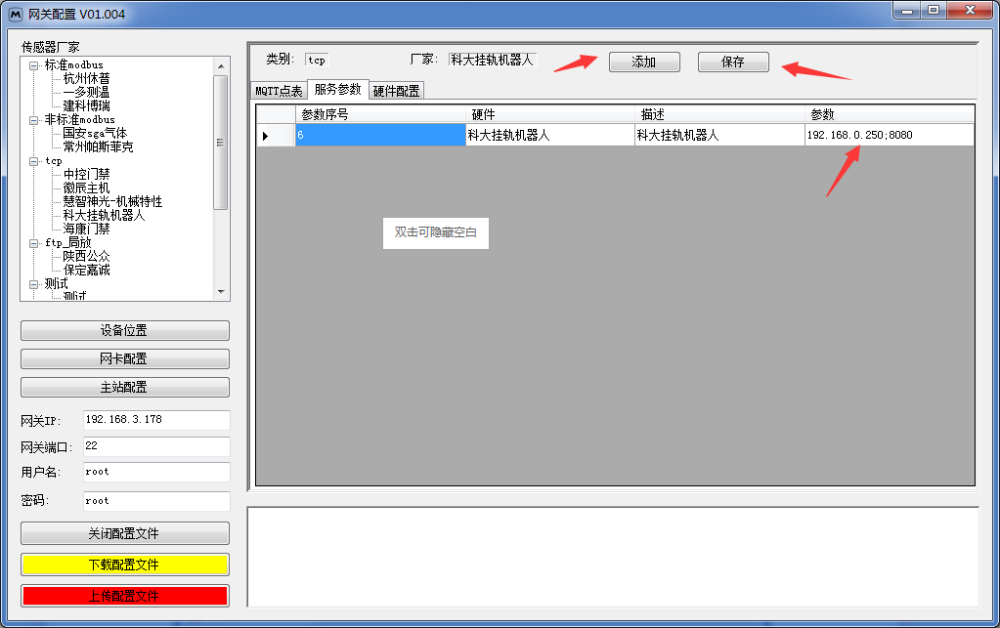 网关配置 V01.004
传感器厂家
标准modbus
杭州休普
一多测温
建科博瑞
非标准modbus
国安sga气体
常州帕斯菲克
tcp
中控门禁
徽辰主机
慧智神光-机械特性
科大挂轨机器人
海康门禁
ftp_局放
陕西公众
保定嘉诚
测试
测试
设备位置
网卡配置
主站配置
网关IP: 192.168.3.178
网关端口: 22
用户名: root
密码: root
关闭配置文件
下载配置文件
上传配置文件
类别: tcp 厂家: 科大挂轨机器人 添加 保存
MQTT点表 服务参数 硬件配置
参数序号 硬件 描述 参数
6 科大挂轨机器人 科大挂轨机器人 192.168.0.250;8080
双击可隐藏空白